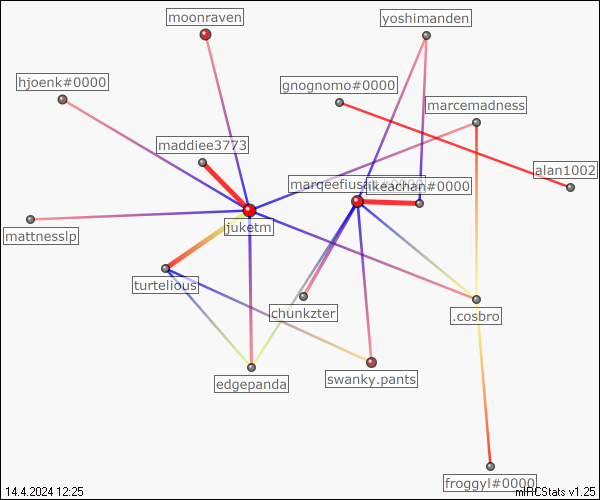 moonraven
yoshimanden
hjoenk#0000
gnognomo#0000
marcemadness
maddiee3773
alan1002
ikeachan#0000
juketm
mattnesslp
turtelious
chunkzter
.cosbro
edgepanda
swanky.pants
froggyl#0000
14.4.2024 12:25
mIRCStats v1.25